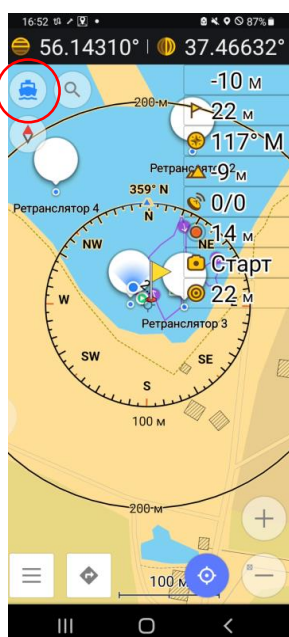 16:52
87%
56.14310° 37.46632°
-10 м
200 м
22 м
117° M
Ретранслятор 2
-9 м
359° N
0/0
Ретранслятор 4
N
NW
NE
14 м
Старт
W
22 м
Ретранслятор 3
SW
SE
S
100 м
200 м
100 м